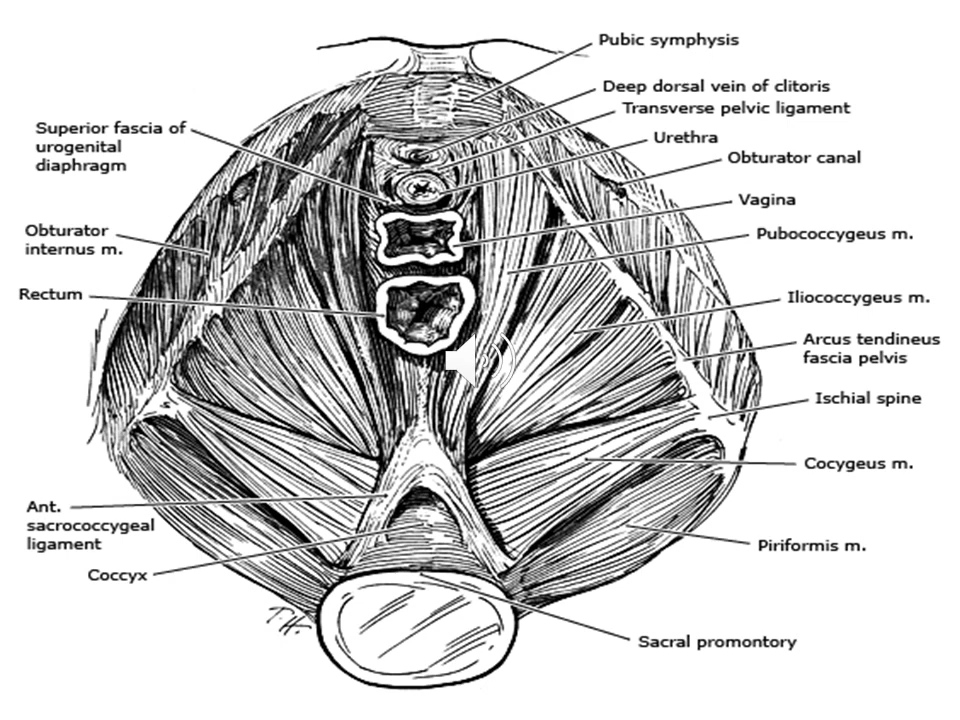 Pubic symphysis
Deep dorsal vein of clitoris
Transverse pelvic ligament
Superior fascia of
urogenital
diaphragm
Urethra
Obturator canal
Vagina
Obturator
internus m.
Pubococcygeus m.
Rectum
Iliococcygeus m.
Arcus tendineus
fascia pelvis
Ischial spine
Cocygeus m.
Ant.
sacrococcygeal
ligament
Piriformis m.
Coccyx
Sacral promontory